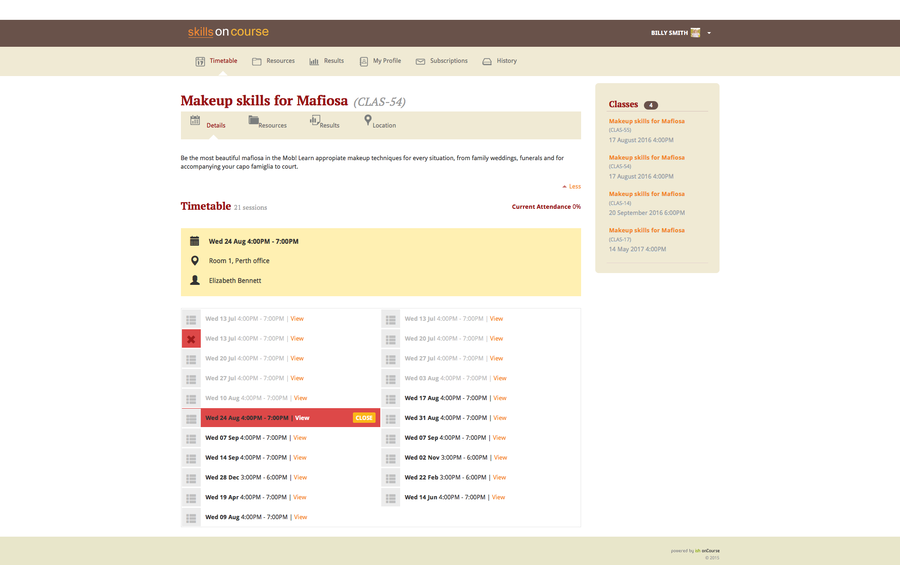 skillsoncourse
BILLY SMITH
Timetable Resources Results My Profile Subscriptions History
Makeup skills for Mafiosa (CLAS-54)
Details Resources Results Location
Be the most beautiful mafiosa in the Mob! Learn appropiate makeup techniques for every situation, from family weddings, funerals and for
accompanying your capo famiglia to court.
Less
Timetable 21 sessions
Current Attendance 0%
Wed 24 Aug 4:00PM - 7:00PM
Room 1, Perth office
Elizabeth Bennett
Wed 13 Jul 4:00PM - 7:00PM | View
Wed 13 Jul 4:00PM - 7:00PM | View
Wed 13 Jul 4:00PM - 7:00PM | View
Wed 20 Jul 4:00PM - 7:00PM | View
Wed 20 Jul 4:00PM - 7:00PM | View
Wed 27 Jul 4:00PM - 7:00PM | View
Wed 27 Jul 4:00PM - 7:00PM | View
Wed 03 Aug 4:00PM - 7:00PM | View
Wed 10 Aug 4:00PM - 7:00PM | View
Wed 17 Aug 4:00PM - 7:00PM | View
Wed 24 Aug 4:00PM - 7:00PM | View CLOSE
Wed 31 Aug 4:00PM - 7:00PM | View
Wed 07 Sep 4:00PM - 7:00PM | View
Wed 07 Sep 4:00PM - 7:00PM | View
Wed 14 Sep 4:00PM - 7:00PM | View
Wed 02 Nov 3:00PM - 6:00PM | View
Wed 28 Dec 3:00PM - 6:00PM | View
Wed 22 Feb 3:00PM - 6:00PM | View
Wed 19 Apr 4:00PM - 7:00PM | View
Wed 14 Jun 4:00PM - 7:00PM | View
Wed 09 Aug 4:00PM - 7:00PM | View
Classes 4
Makeup skills for Mafiosa
(CLAS-55)
17 August 2016 4:00PM
Makeup skills for Mafiosa
(CLAS-54)
17 August 2016 4:00PM
Makeup skills for Mafiosa
(CLAS-14)
20 September 2016 6:00PM
Makeup skills for Mafiosa
(CLAS-17)
14 May 2017 4:00PM
powered by ish onCourse
© 2015